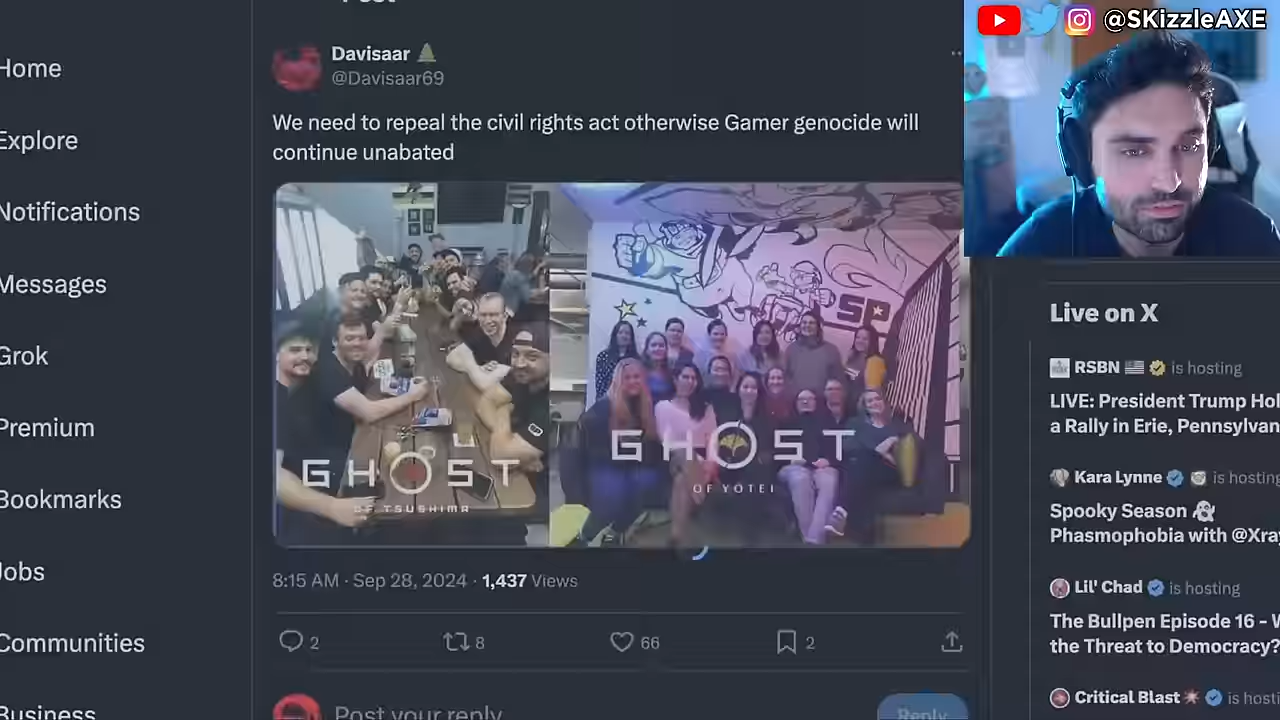 Post
@SKizzleAXE
Home
Explore
Notifications
Messages
Grok
Premium
Bookmarks
Jobs
Communities
Business
Davisaar
@Davisaar69
We need to repeal the civil rights act otherwise Gamer genocide will
continue unabated
SP
GHOST
OF TSUSHIMA
GHOST
OF YOTEI
8:15 AM · Sep 28, 2024 · 1,437 Views
2
8
66
2
Post your reply
Reply
Live on X
RSBN is hosting
LIVE: President Trump Hol
a Rally in Erie, Pennsylvan
Kara Lynne is hosting
Spooky Season
Phasmophobia with @Xray
Lil' Chad is hosting
The Bullpen Episode 16 - W
the Threat to Democracy?
Critical Blast is hosti